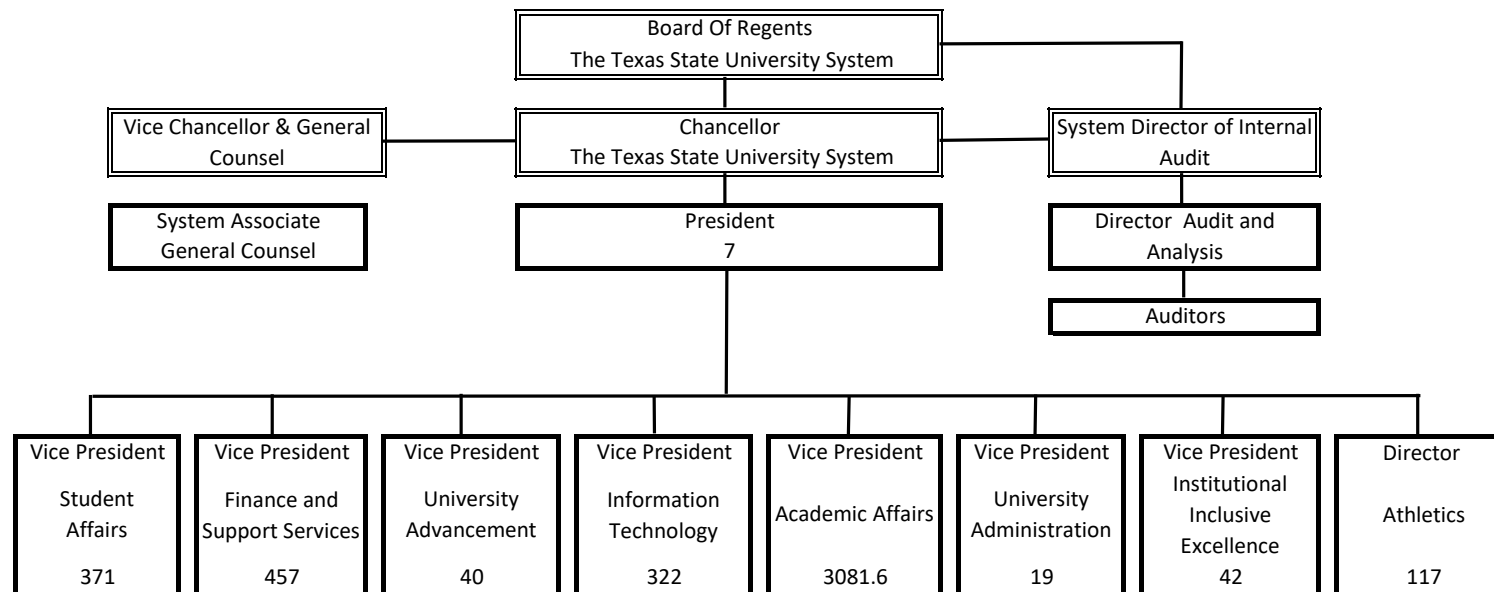 Board Of Regents
The Texas State University System
Vice Chancellor & General
Counsel
Chancellor
The Texas State University System
System Director of Internal
Audit
System Associate
General Counsel
President
7
Director Audit and
Analysis
Auditors
Vice President
Student
Affairs
371
Vice President
Finance and
Support Services
457
Vice President
University
Advancement
40
Vice President
Information
Technology
322
Vice President
Academic Affairs
3081.6
Vice President
University
Administration
19
Vice President
Institutional
Inclusive
Excellence
42
Director
Athletics
117